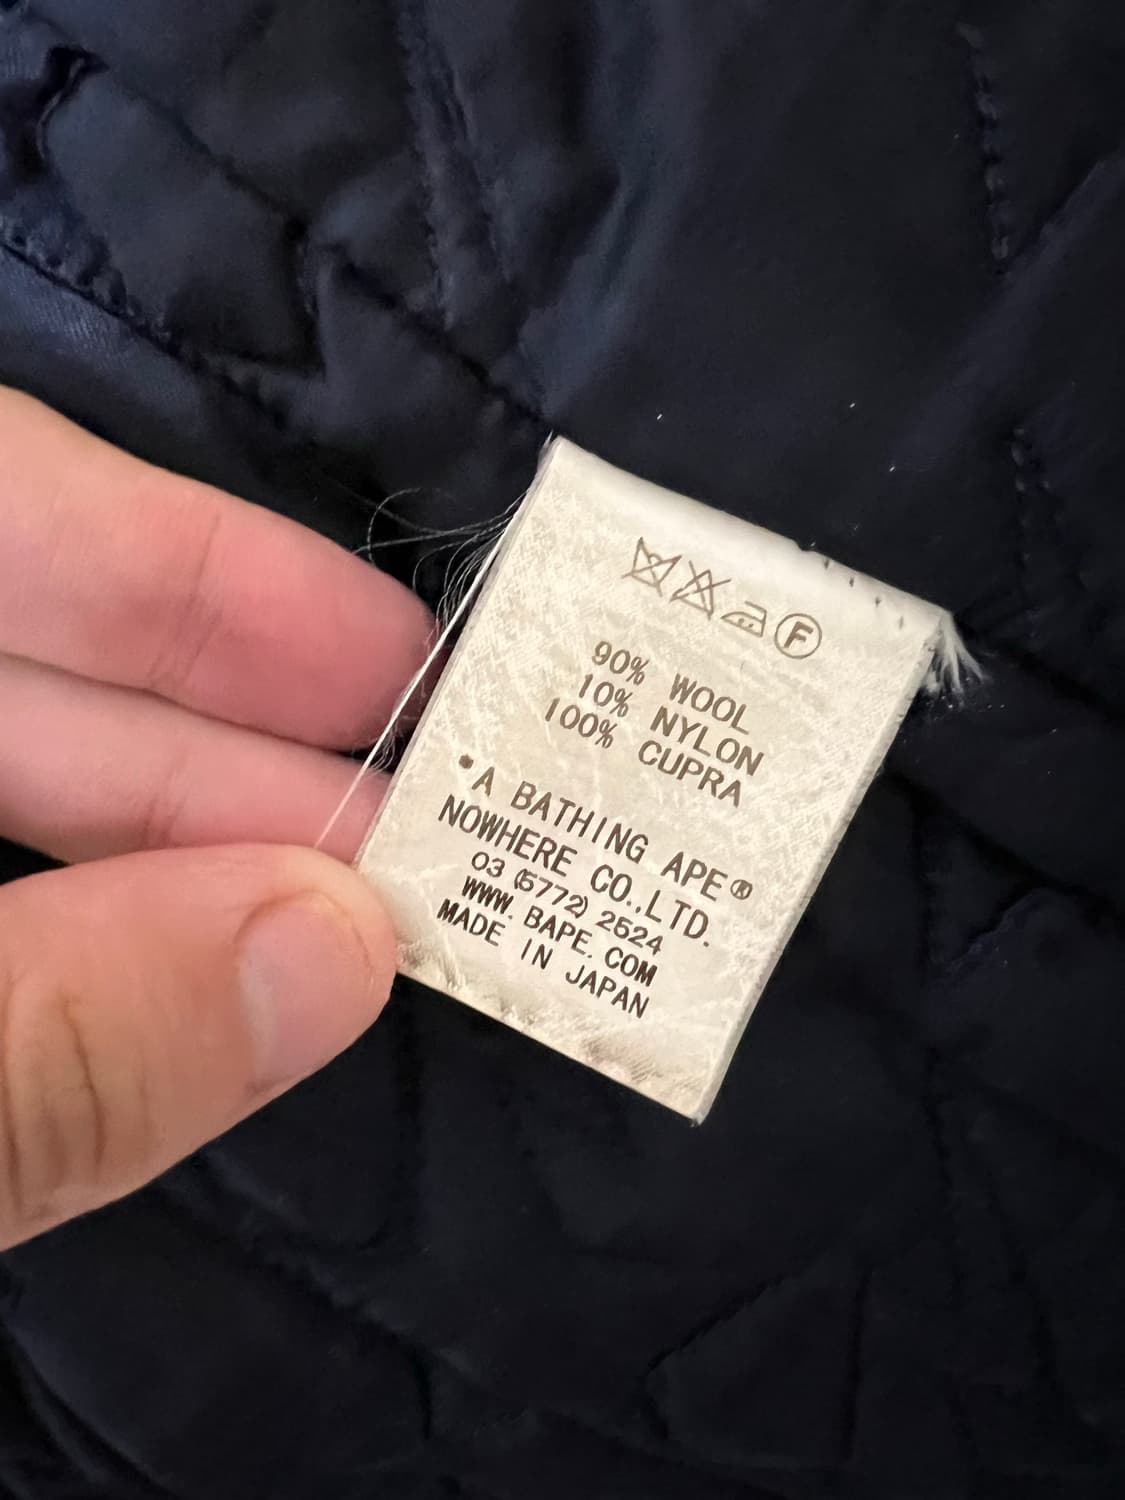 F
90% WOOL
10% NYLON
100% CUPRA
*A BATHING APE®
NOWHERE CO.,LTD.
03 (5772) 2524
WWW. BAPE. COM
MADE IN JAPAN